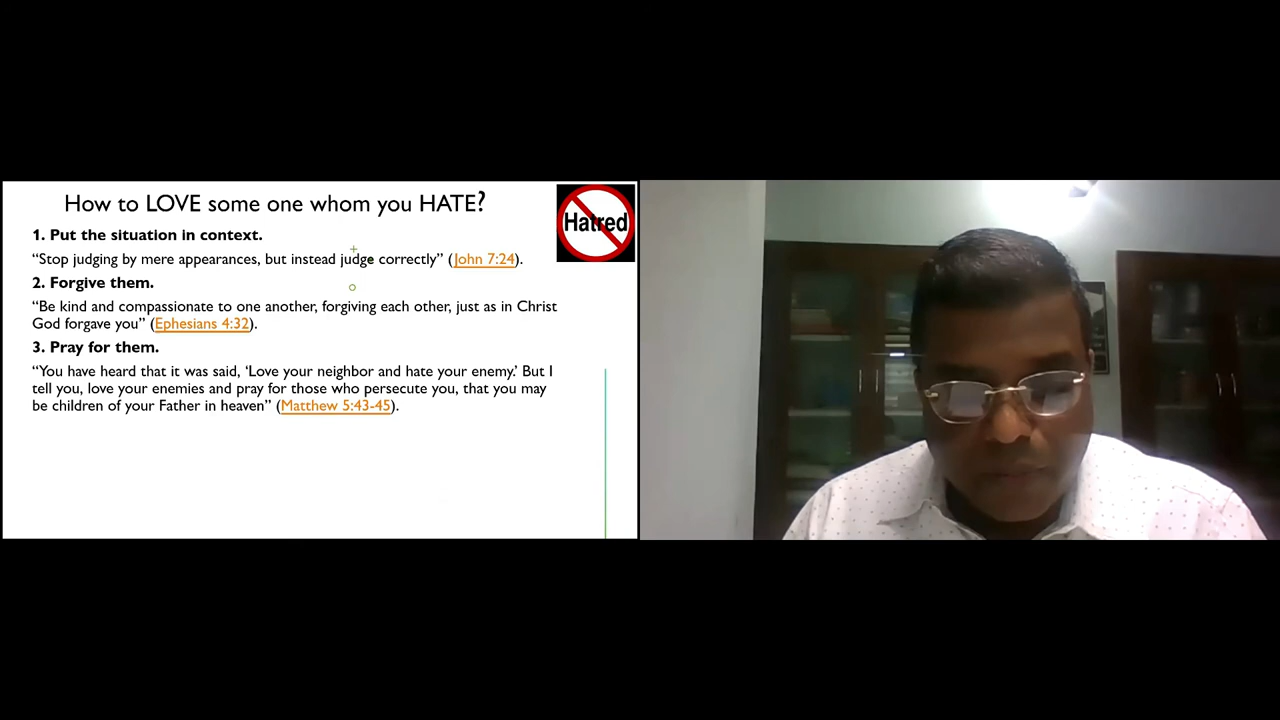 How to LOVE some one whom you HATE?
Hatred
1. Put the situation in context.
“Stop judging by mere appearances, but instead judge correctly” (John 7:24).
2. Forgive them.
“Be kind and compassionate to one another, forgiving each other, just as in Christ
God forgave you” (Ephesians 4:32).
3. Pray for them.
“You have heard that it was said, ‘Love your neighbor and hate your enemy.’ But I
tell you, love your enemies and pray for those who persecute you, that you may
be children of your Father in heaven” (Matthew 5:43-45).